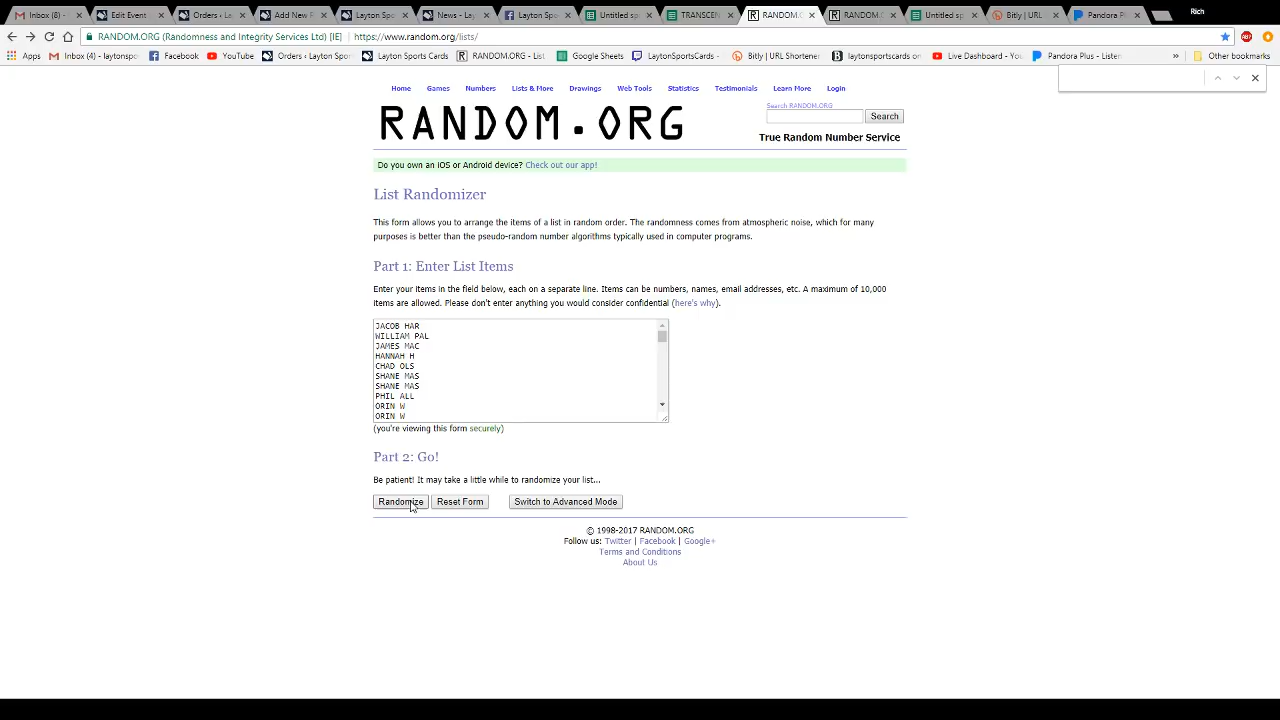 Inbox (8) -
Edit Event
Orders ‹ La
Add New P
Layton Spo
News - Lay
Layton Spo
Untitled sp
TRANSCEN
RANDOM.O
RANDOM.O
Untitled sp
Bitly | URL
Pandora Pl
Rich
RANDOM.ORG (Randomness and Integrity Services Ltd) [IE]
https://www.random.org/lists/
Apps
Inbox (4) - laytonspo
Facebook
YouTube
Orders ‹ Layton Spo
Layton Sports Cards
RANDOM.ORG - List
Google Sheets
LaytonSportsCards -
Bitly | URL Shortener
laytonsportscards on
Live Dashboard - You
Pandora Plus - Listen
»
Other bookmarks
Home Games Numbers Lists & More Drawings Web Tools Statistics Testimonials Learn More Login
RANDOM.ORG
Search RANDOM.ORG
Search
True Random Number Service
Do you own an iOS or Android device? Check out our app!
List Randomizer
This form allows you to arrange the items of a list in random order. The randomness comes from atmospheric noise, which for many
purposes is better than the pseudo-random number algorithms typically used in computer programs.
Part 1: Enter List Items
Enter your items in the field below, each on a separate line. Items can be numbers, names, email addresses, etc. A maximum of 10,000
items are allowed. Please don't enter anything you would consider confidential (here's why).
JACOB HAR
WILLIAM PAL
JAMES MAC
HANNAH H
CHAD OLS
SHANE MAS
SHANE MAS
PHIL ALL
ORIN W
ORIN W
(you're viewing this form securely)
Part 2: Go!
Be patient! It may take a little while to randomize your list...
Randomize Reset Form Switch to Advanced Mode
© 1998-2017 RANDOM.ORG
Follow us: Twitter | Facebook | Google+
Terms and Conditions
About Us